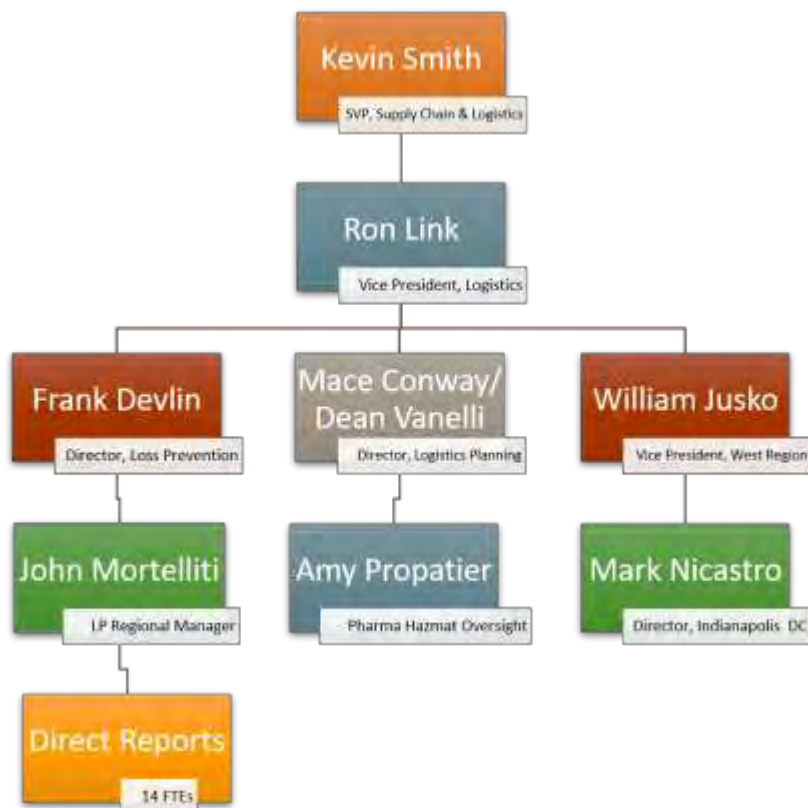 Kevin Smith
SVP, Supply Chain & Logistics
Ron Link
Vice President, Logistics
Frank Devlin
Director, Loss Prevention
Mace Conway/
Dean Vanelli
Director, Logistics Planning
William Jusko
Vice President, West Region
John Mortelliti
LP Regional Manager
Amy Propatier
Pharma Hazmat Oversight
Mark Nicastro
Director, Indianapolis DC
Direct Reports
14 FTEs